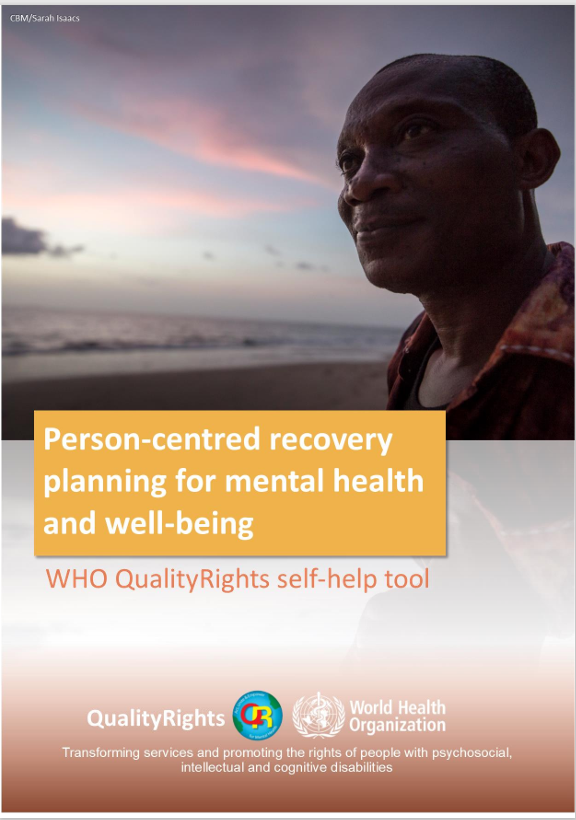 CBM/Sarah Isaacs
Person-centred recovery
planning for mental health
and well-being
WHO QualityRights self-help tool
QualityRights
QR
World Health
Organization
Transforming services and promoting the rights of people with psychosocial,
intellectual and cognitive disabilities